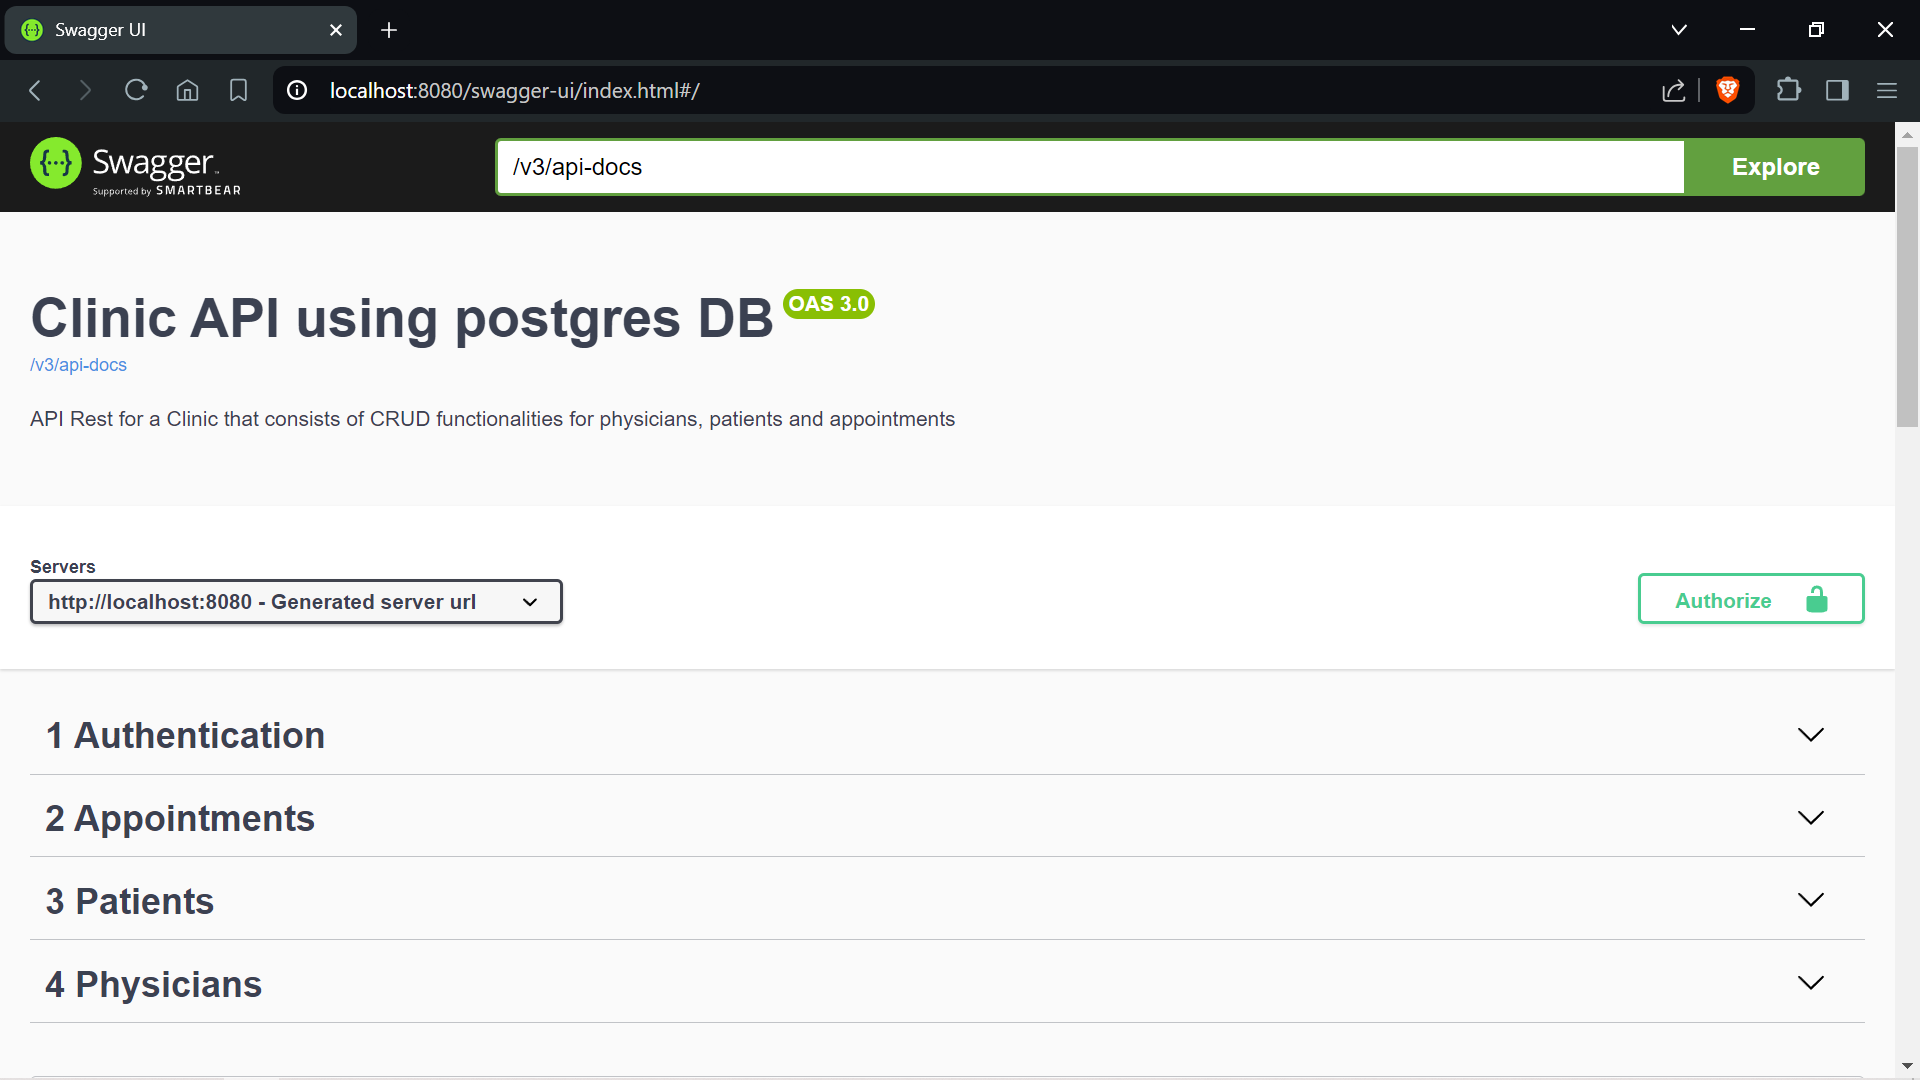 Swagger UI
localhost:8080/swagger-ui/index.html#/
Swagger
Supported by SMARTBEAR
/v3/api-docs
Explore
Clinic API using postgres DB OAS 3.0
/v3/api-docs
API Rest for a Clinic that consists of CRUD functionalities for physicians, patients and appointments
Servers
http://localhost:8080 - Generated server url
Authorize
1 Authentication
2 Appointments
3 Patients
4 Physicians